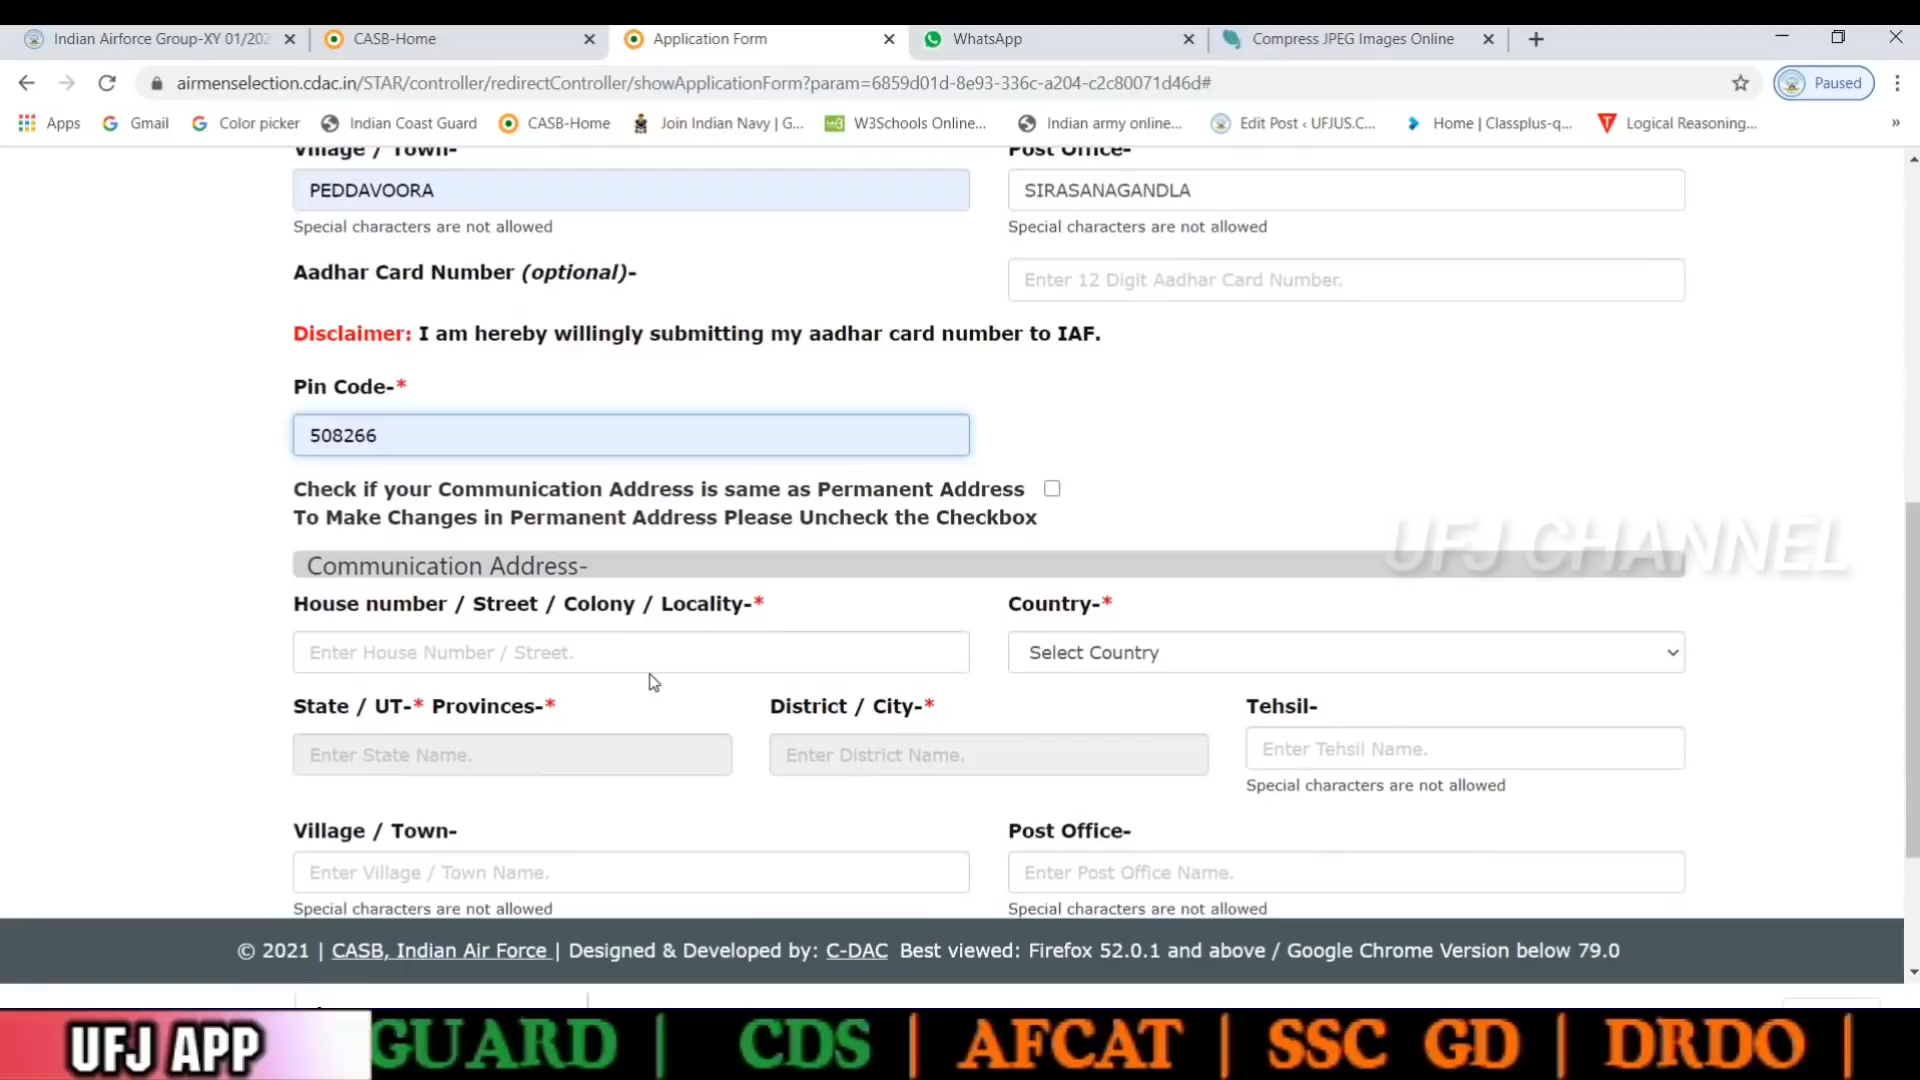 Indian Airforce Group-XY 01/202
CASB-Home
Application Form
WhatsApp
Compress JPEG Images Online
airmenselection.cdac.in/STAR/controller/redirectController/showApplicationForm?param=6859d01d-8e93-336c-a204-c2c80071d46d#
Paused
Apps
Gmail
Color picker
Indian Coast Guard
CASB-Home
Join Indian Navy | G...
W3Schools Online...
Indian army online...
Edit Post ‹ UFJUS.C...
Home | Classplus-q...
Logical Reasoning...
»
Village / Town-
Post Office-
PEDDAVOORA
SIRASANAGANDLA
Special characters are not allowed
Special characters are not allowed
Aadhar Card Number (optional)-
Enter 12 Digit Aadhar Card Number.
Disclaimer: I am hereby willingly submitting my aadhar card number to IAF.
Pin Code-*
508266
Check if your Communication Address is same as Permanent Address
To Make Changes in Permanent Address Please Uncheck the Checkbox
UFJ CHANNEL
Communication Address-
House number / Street / Colony / Locality-*
Country-*
Enter House Number / Street.
Select Country
State / UT-* Provinces-*
District / City-*
Tehsil-
Enter State Name.
Enter District Name.
Enter Tehsil Name.
Special characters are not allowed
Village / Town-
Post Office-
Enter Village / Town Name.
Enter Post Office Name.
Special characters are not allowed
Special characters are not allowed
© 2021 | CASB, Indian Air Force | Designed & Developed by: C-DAC Best viewed: Firefox 52.0.1 and above / Google Chrome Version below 79.0
UFJ APP
GUARD | CDS | AFCAT | SSC GD | DRDO |